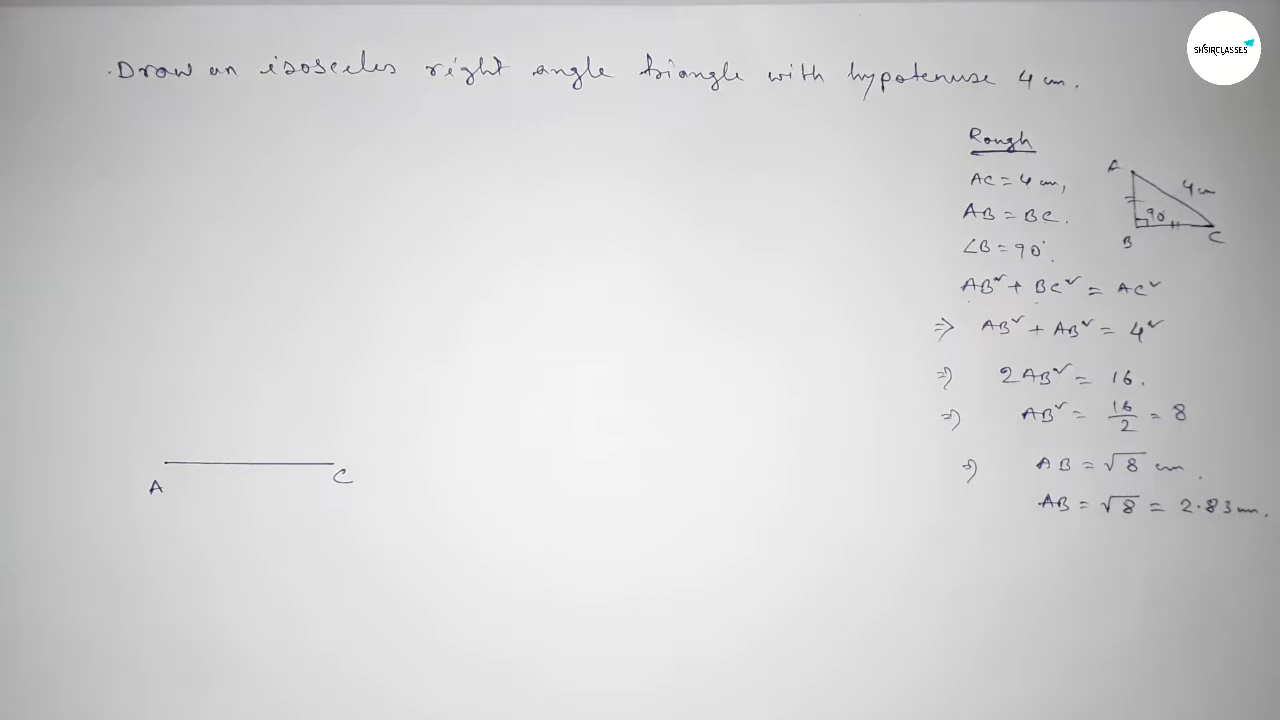 SHSIRCLASSES
.Draw an isosceles right angle triangle with hypotenuse 4 cm.
Rough
AC = 4 cm,
AB = BC.
∠B = 90°.
AB² + BC² = AC²
⇒ AB² + AB² = 4²
⇒ 2AB² = 16.
⇒ AB² = 16/2 = 8
⇒ AB = √8 cm.
AB = √8 = 2.83 cm.
A
4 cm
90°
B
C
A
C